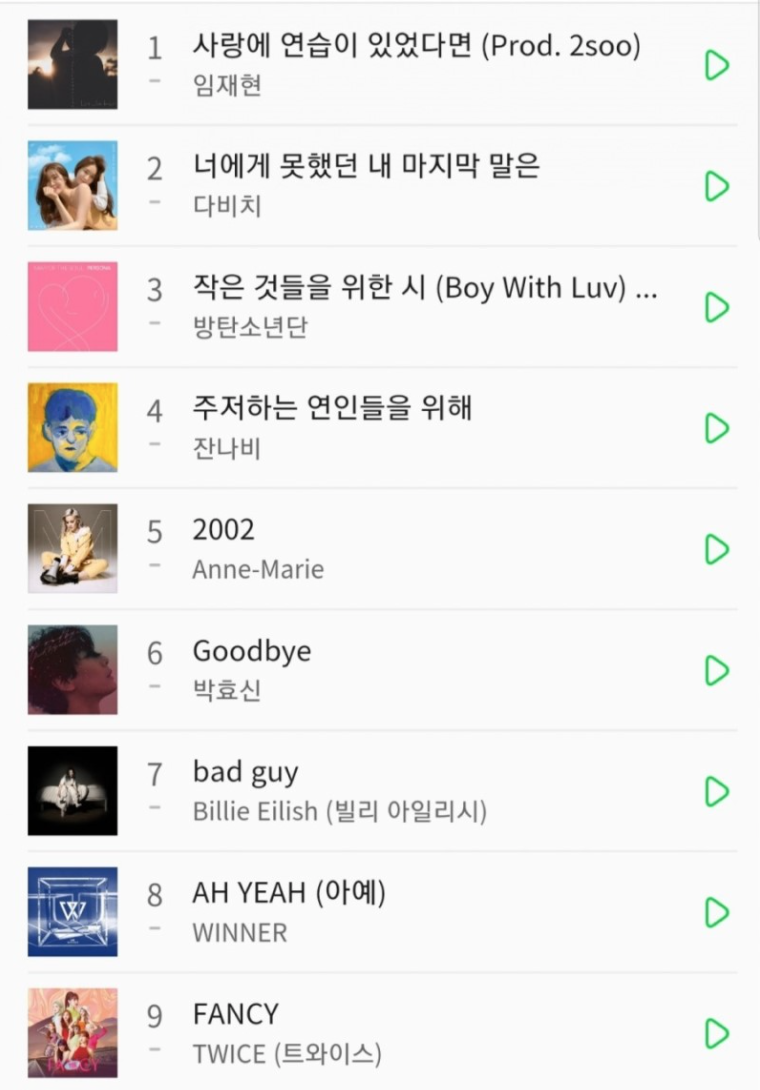 1
사랑에 연습이 있었다면 (Prod. 2soo)
임재현
2
너에게 못했던 내 마지막 말은
다비치
3
작은 것들을 위한 시 (Boy With Luv) ...
방탄소년단
4
주저하는 연인들을 위해
잔나비
5
2002
Anne-Marie
6
Goodbye
박효신
7
bad guy
Billie Eilish (빌리 아일리시)
8
AH YEAH (아예)
WINNER
9
FANCY
TWICE (트와이스)